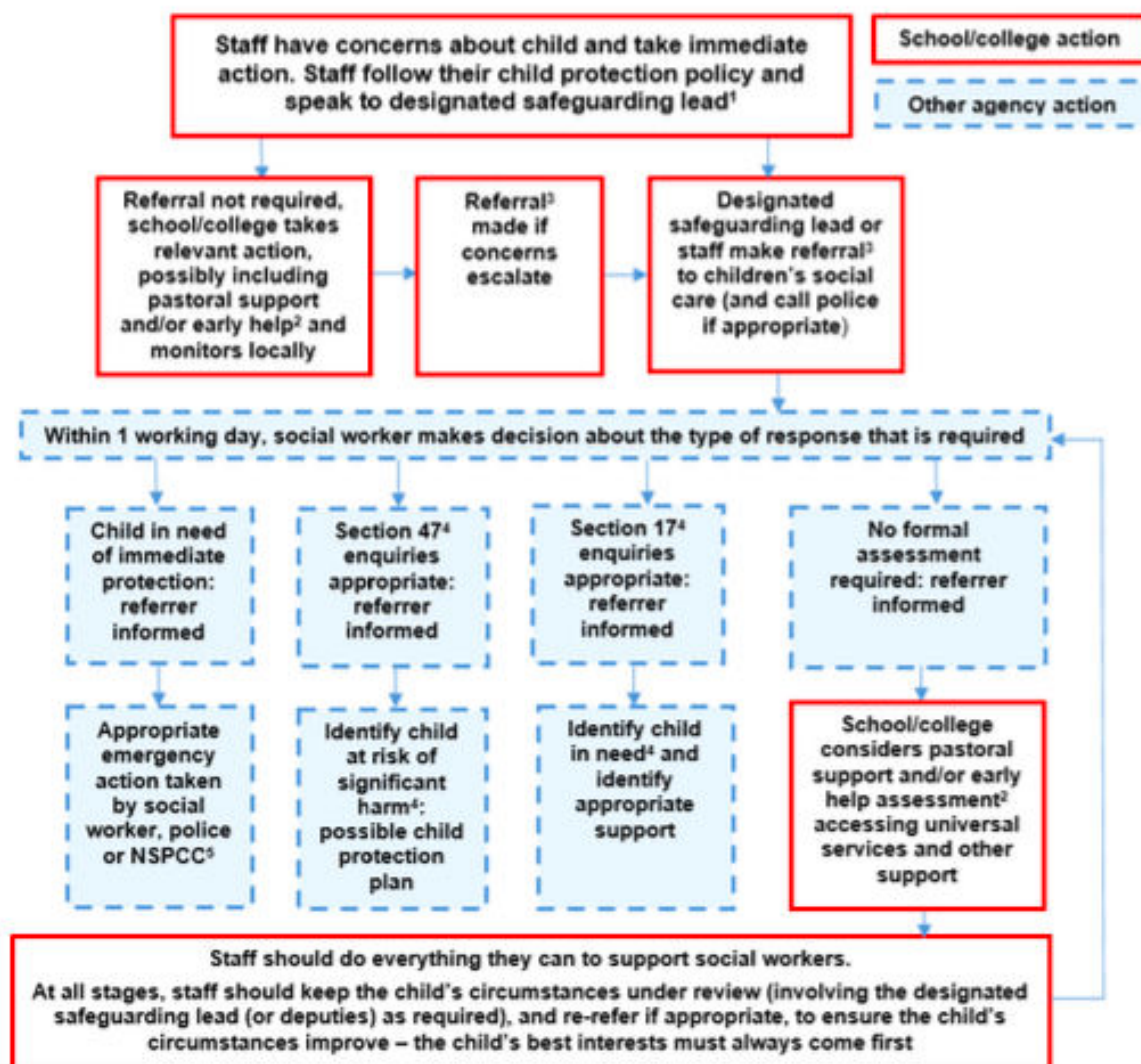 Staff have concerns about child and take immediate
action. Staff follow their child protection policy and
speak to designated safeguarding lead¹
School/college action
Other agency action
Referral not required,
school/college takes
relevant action,
possibly including
pastoral support
and/or early help² and
monitors locally
Referral³
made if
concerns
escalate
Designated
safeguarding lead or
staff make referral³
to children's social
care (and call police
if appropriate)
Within 1 working day, social worker makes decision about the type of response that is required
Child in need
of immediate
protection:
referrer
informed
Section 47⁴
enquiries
appropriate:
referrer
informed
Section 17⁴
enquiries
appropriate:
referrer
informed
No formal
assessment
required: referrer
informed
Appropriate
emergency
action taken
by social
worker, police
or NSPCC⁵
Identify child
at risk of
significant
harm⁴:
possible child
protection
plan
Identify child
in need⁴ and
identify
appropriate
support
School/college
considers pastoral
support and/or early
help assessment²
accessing universal
services and other
support
Staff should do everything they can to support social workers.
At all stages, staff should keep the child's circumstances under review (involving the designated
safeguarding lead (or deputies) as required), and re-refer if appropriate, to ensure the child's
circumstances improve – the child's best interests must always come first